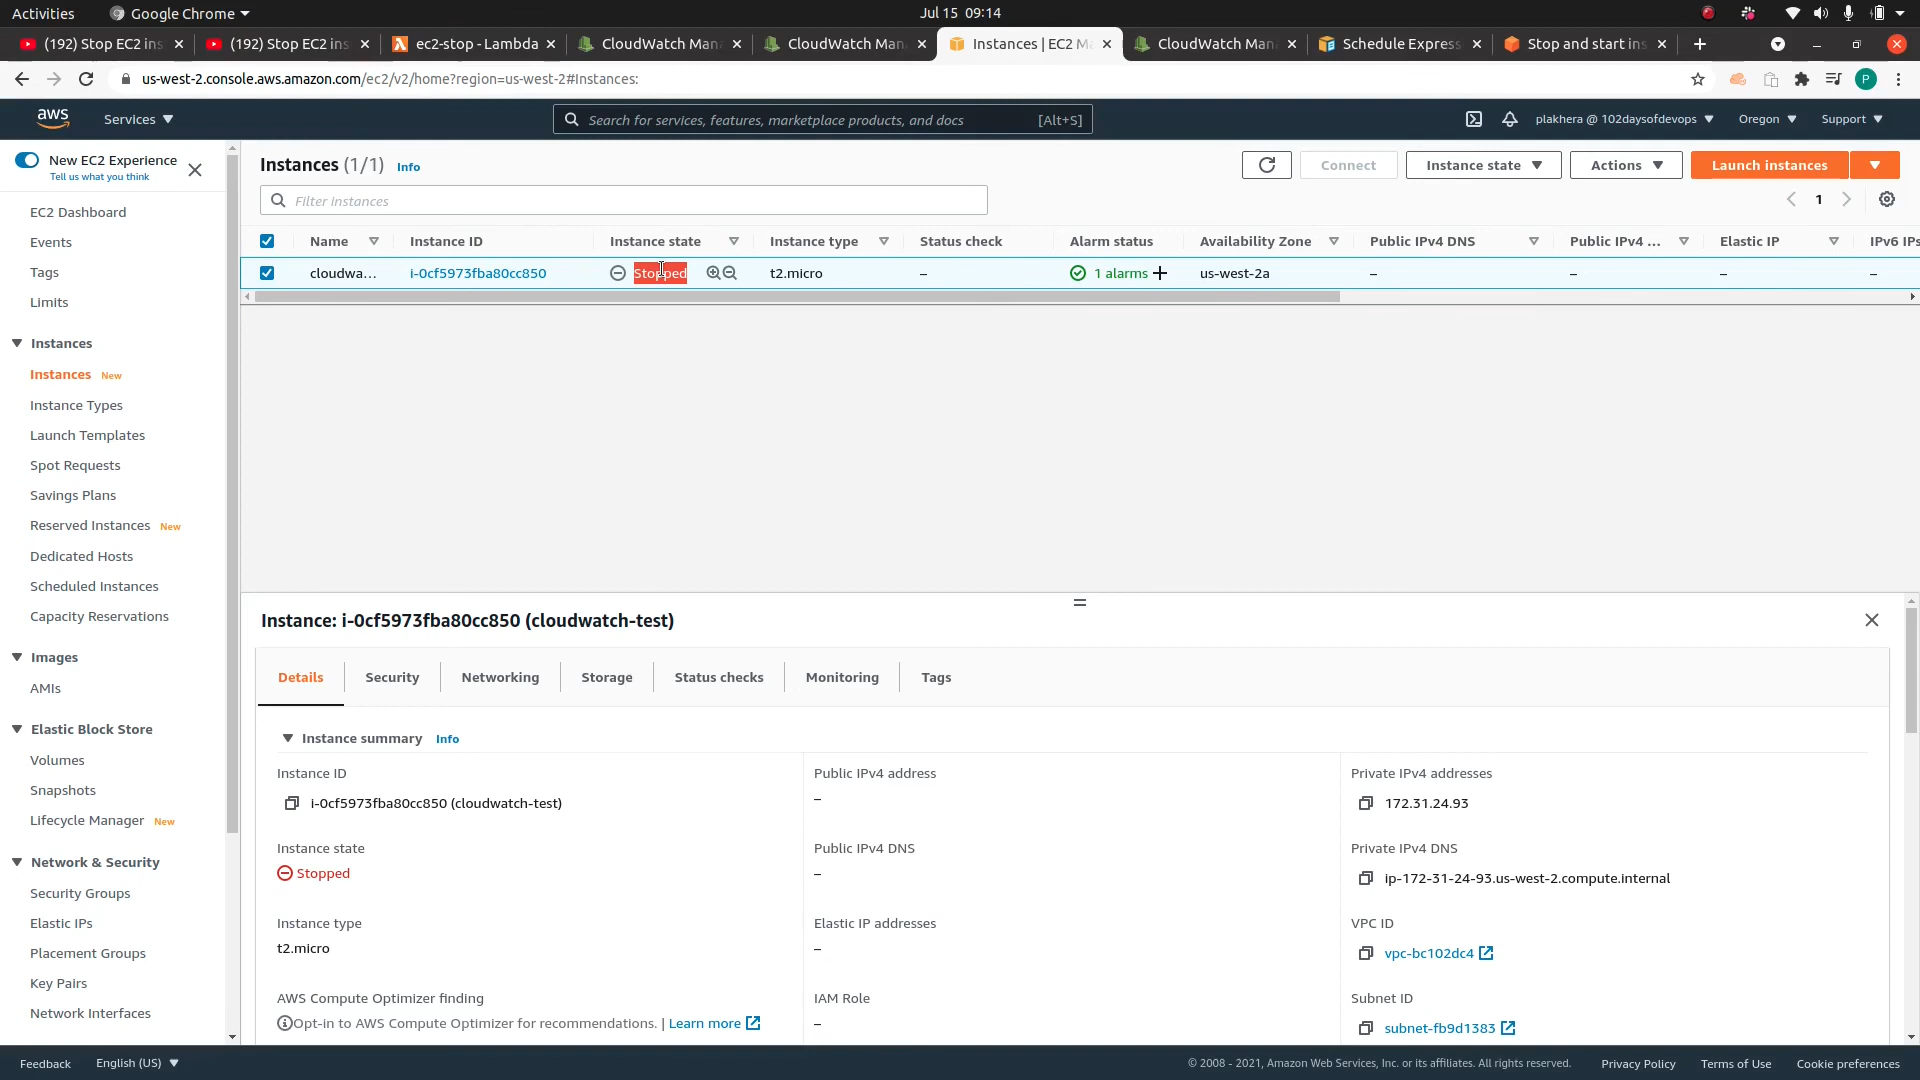 Activities
Google Chrome
Jul 15 09:14
(192) Stop EC2 ins
(192) Stop EC2 ins
ec2-stop - Lambda
CloudWatch Man
CloudWatch Man
Instances | EC2 M
CloudWatch Man
Schedule Express
Stop and start ins
us-west-2.console.aws.amazon.com/ec2/v2/home?region=us-west-2#Instances:
P
aws
Services
Search for services, features, marketplace products, and docs
[Alt+S]
plakhera @ 102daysofdevops
Oregon
Support
New EC2 Experience
Tell us what you think
EC2 Dashboard
Events
Tags
Limits
Instances
Instances New
Instance Types
Launch Templates
Spot Requests
Savings Plans
Reserved Instances New
Dedicated Hosts
Scheduled Instances
Capacity Reservations
Images
AMIs
Elastic Block Store
Volumes
Snapshots
Lifecycle Manager New
Network & Security
Security Groups
Elastic IPs
Placement Groups
Key Pairs
Network Interfaces
Instances (1/1) Info
Connect
Instance state
Actions
Launch instances
Filter instances
1
Name
Instance ID
Instance state
Instance type
Status check
Alarm status
Availability Zone
Public IPv4 DNS
Public IPv4 ...
Elastic IP
IPv6 IPs
cloudwa... i-0cf5973fba80cc850 Stopped t2.micro – 1 alarms + us-west-2a – – – –
Instance: i-0cf5973fba80cc850 (cloudwatch-test)
Details
Security
Networking
Storage
Status checks
Monitoring
Tags
Instance summary Info
Instance ID
i-0cf5973fba80cc850 (cloudwatch-test)
Public IPv4 address
–
Private IPv4 addresses
172.31.24.93
Instance state
Stopped
Public IPv4 DNS
–
Private IPv4 DNS
ip-172-31-24-93.us-west-2.compute.internal
Instance type
t2.micro
Elastic IP addresses
–
VPC ID
vpc-bc102dc4
AWS Compute Optimizer finding
Opt-in to AWS Compute Optimizer for recommendations. | Learn more
IAM Role
–
Subnet ID
subnet-fb9d1383
Feedback
English (US)
© 2008 - 2021, Amazon Web Services, Inc. or its affiliates. All rights reserved.
Privacy Policy
Terms of Use
Cookie preferences